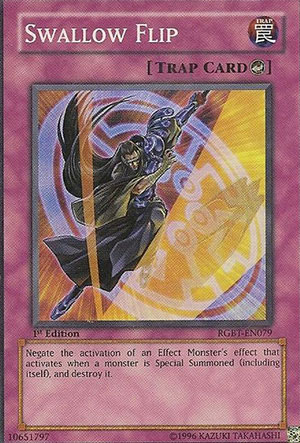 Swallow Flip
TRAP
罠
[Trap Card]
1st Edition
RGBT-EN079
Negate the activation of an Effect Monster's effect that
activates when a monster is Special Summoned (including
itself), and destroy it.
10651797
©1996 KAZUKI TAKAHASHI